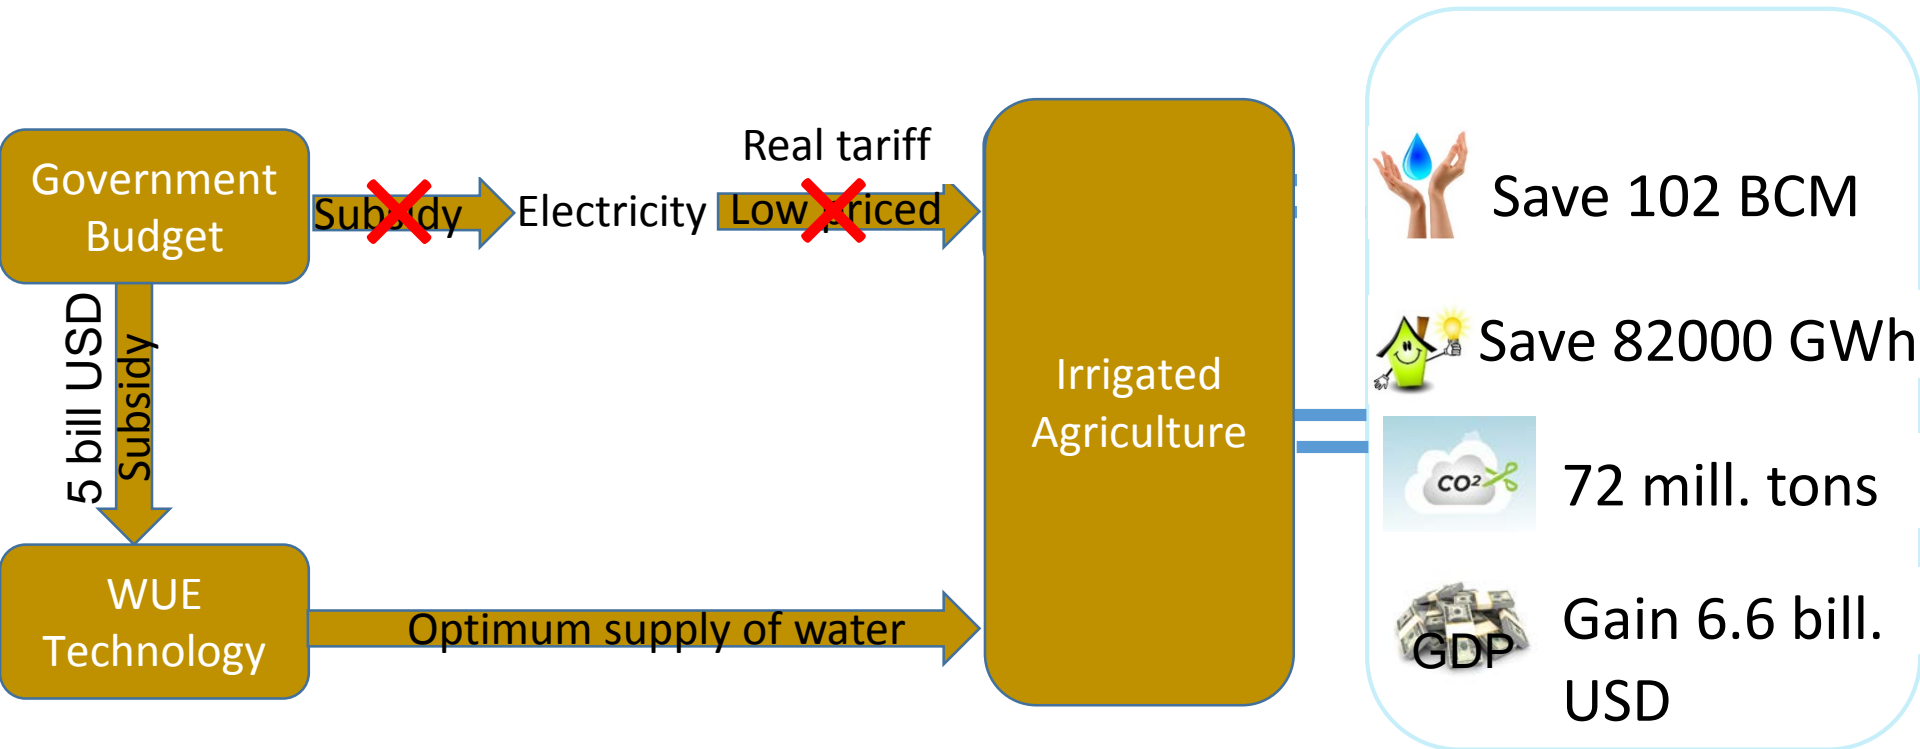 Government
Budget
Subsidy
Electricity
Real tariff
Low priced
5 bill USD
Subsidy
WUE
Technology
Optimum supply of water
Irrigated
Agriculture
Save 102 BCM
Save 82000 GWh
CO²
72 mill. tons
GDP
Gain 6.6 bill.
USD